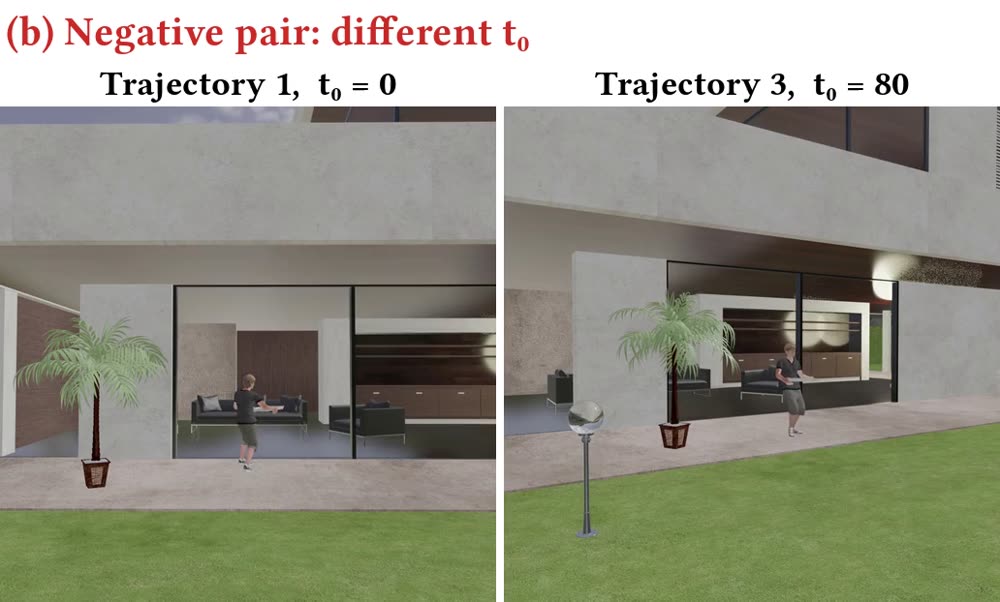 (b) Negative pair: different t₀
Trajectory 1, t₀ = 0
Trajectory 3, t₀ = 80